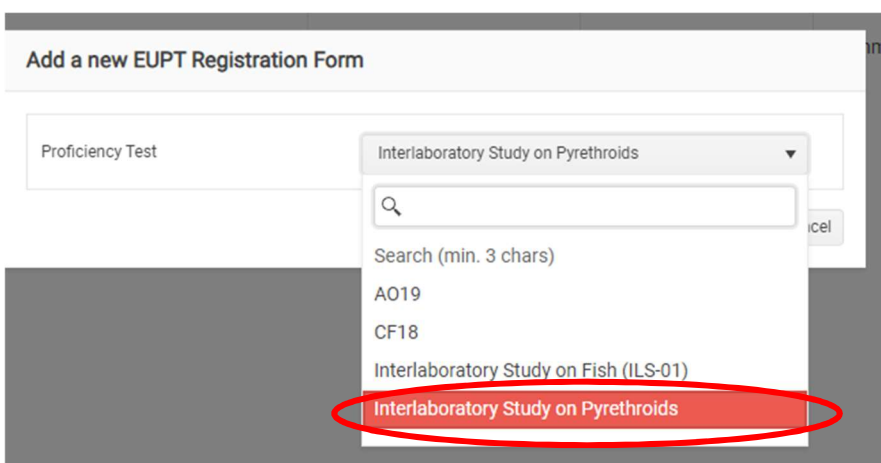 Add a new EUPT Registration Form
Proficiency Test
Interlaboratory Study on Pyrethroids
Search (min. 3 chars)
AO19
CF18
Interlaboratory Study on Fish (ILS-01)
Interlaboratory Study on Pyrethroids